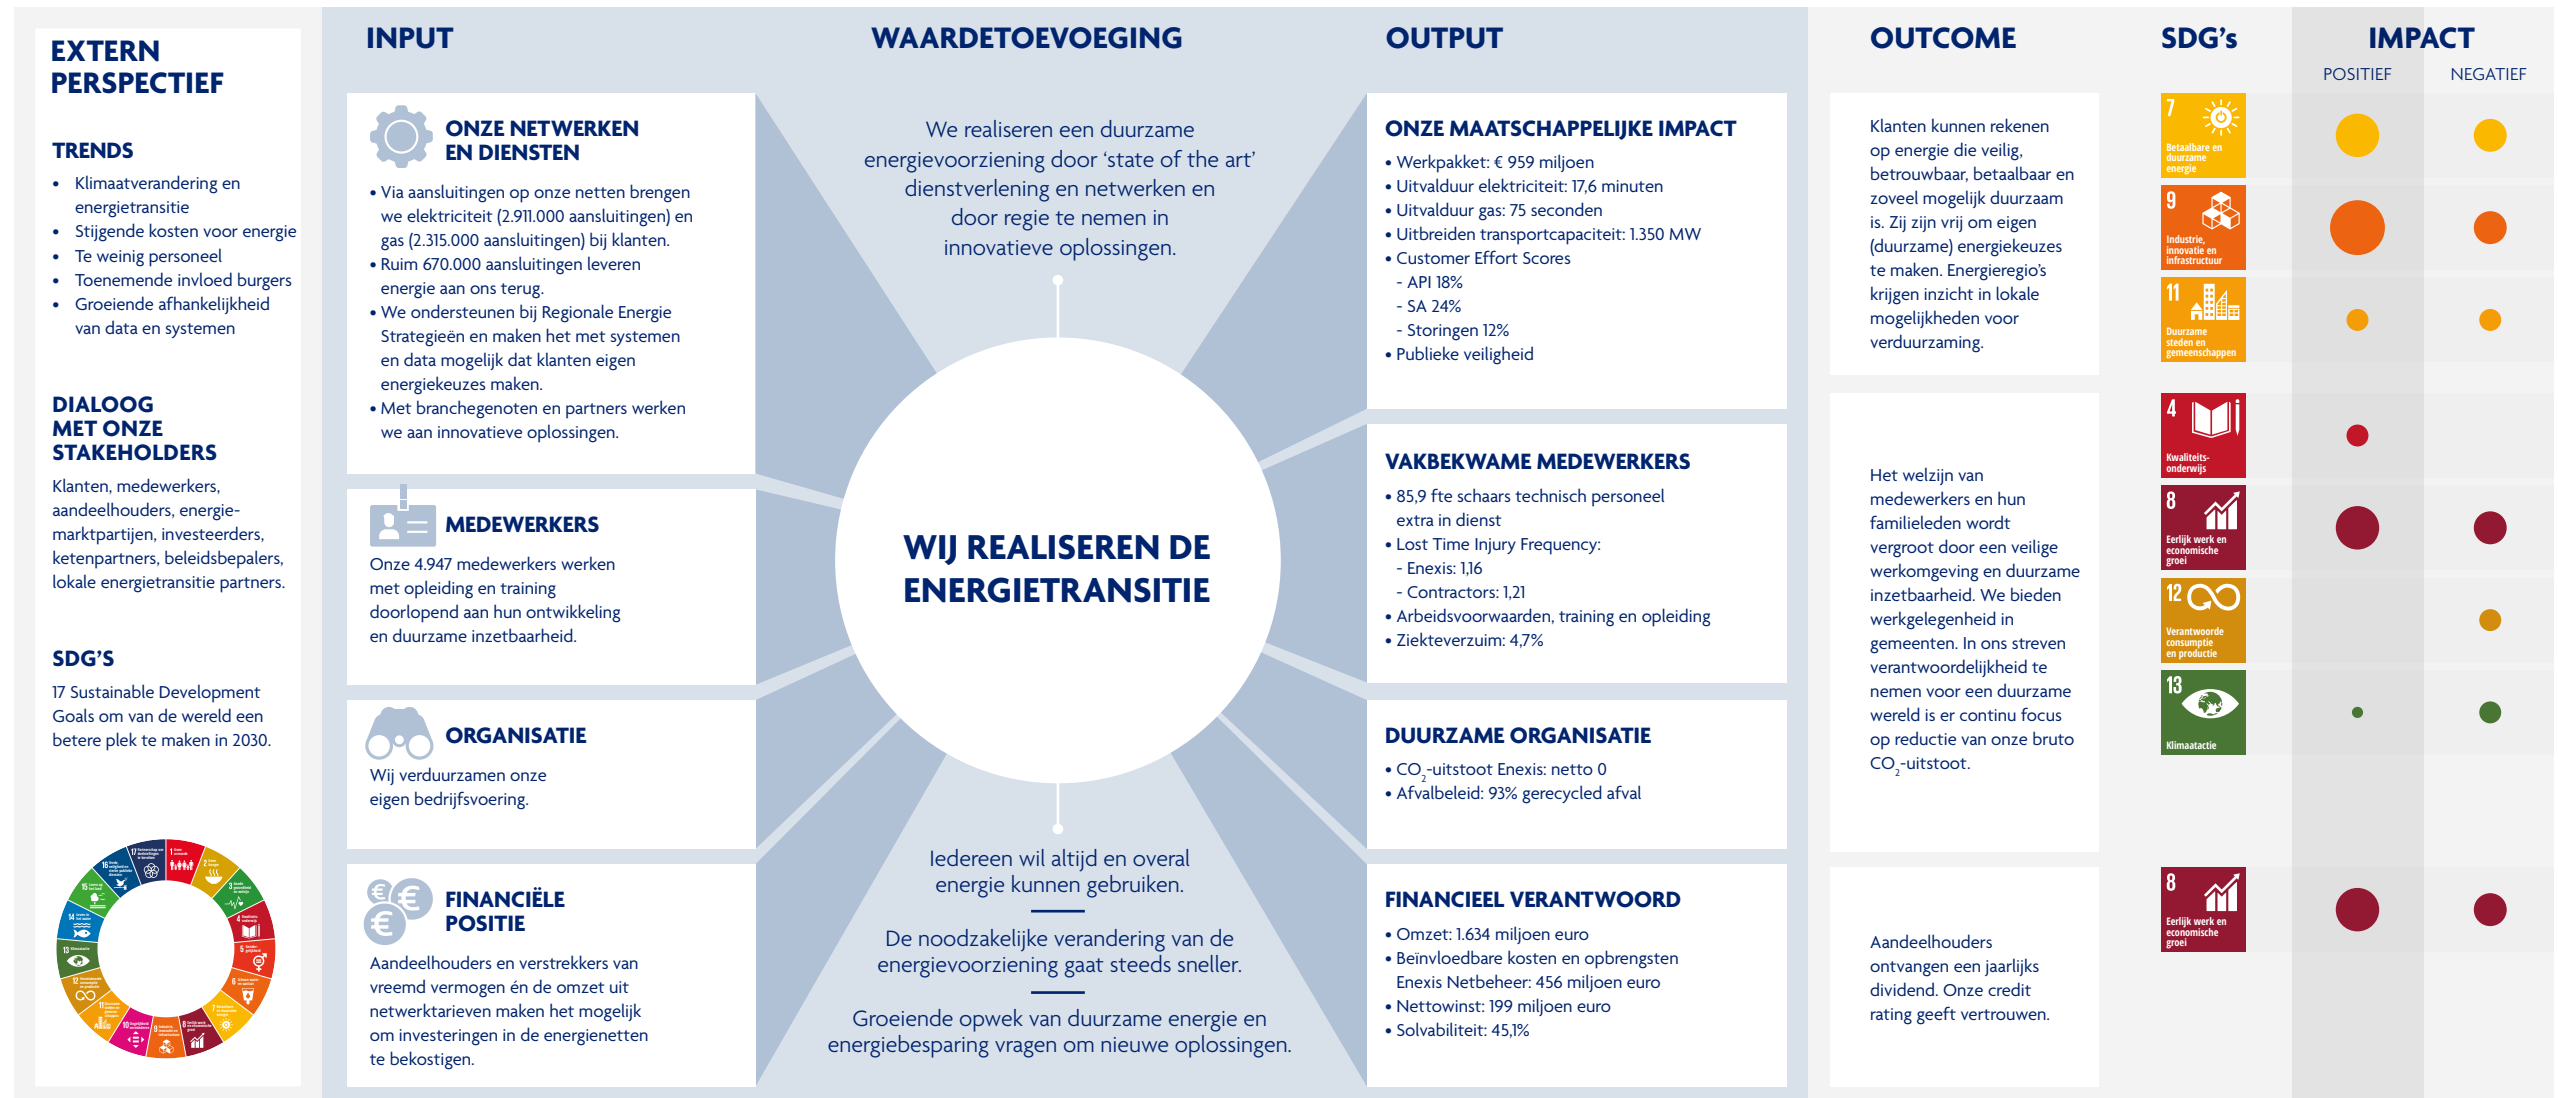 EXTERN
PERSPECTIEF
TRENDS
• Klimaatverandering en
energietransitie
• Stijgende kosten voor energie
• Te weinig personeel
• Toenemende invloed burgers
• Groeiende afhankelijkheid
van data en systemen
DIALOOG
MET ONZE
STAKEHOLDERS
Klanten, medewerkers,
aandeelhouders, energie-
marktpartijen, investeerders,
ketenpartners, beleidsbepalers,
lokale energietransitie partners.
SDG'S
17 Sustainable Development
Goals om van de wereld een
betere plek te maken in 2030.
INPUT
ONZE NETWERKEN
EN DIENSTEN
• Via aansluitingen op onze netten brengen
we elektriciteit (2.911.000 aansluitingen) en
gas (2.315.000 aansluitingen) bij klanten.
• Ruim 670.000 aansluitingen leveren
energie aan ons terug.
• We ondersteunen bij Regionale Energie
Strategieën en maken het met systemen
en data mogelijk dat klanten eigen
energiekeuzes maken.
• Met branchegenoten en partners werken
we aan innovatieve oplossingen.
MEDEWERKERS
Onze 4.947 medewerkers werken
met opleiding en training
doorlopend aan hun ontwikkeling
en duurzame inzetbaarheid.
ORGANISATIE
Wij verduurzamen onze
eigen bedrijfsvoering.
FINANCIËLE
POSITIE
Aandeelhouders en verstrekkers van
vreemd vermogen én de omzet uit
netwerktarieven maken het mogelijk
om investeringen in de energienetten
te bekostigen.
WAARDETOEVOEGING
We realiseren een duurzame
energievoorziening door ‘state of the art’
dienstverlening en netwerken en
door regie te nemen in
innovatieve oplossingen.
WIJ REALISEREN DE
ENERGIETRANSITIE
Iedereen wil altijd en overal
energie kunnen gebruiken.
De noodzakelijke verandering van de
energievoorziening gaat steeds sneller.
Groeiende opwek van duurzame energie en
energiebesparing vragen om nieuwe oplossingen.
OUTPUT
ONZE MAATSCHAPPELIJKE IMPACT
• Werkpakket: € 959 miljoen
• Uitvalduur elektriciteit: 17,6 minuten
• Uitvalduur gas: 75 seconden
• Uitbreiden transportcapaciteit: 1.350 MW
• Customer Effort Scores
- API 18%
- SA 24%
- Storingen 12%
• Publieke veiligheid
VAKBEKWAME MEDEWERKERS
• 85,9 fte schaars technisch personeel
extra in dienst
• Lost Time Injury Frequency:
- Enexis: 1,16
- Contractors: 1,21
• Arbeidsvoorwaarden, training en opleiding
• Ziekteverzuim: 4,7%
DUURZAME ORGANISATIE
• CO₂-uitstoot Enexis: netto 0
• Afvalbeleid: 93% gerecycled afval
FINANCIEEL VERANTWOORD
• Omzet: 1.634 miljoen euro
• Beïnvloedbare kosten en opbrengsten
Enexis Netbeheer: 456 miljoen euro
• Nettowinst: 199 miljoen euro
• Solvabiliteit: 45,1%
OUTCOME
Klanten kunnen rekenen
op energie die veilig,
betrouwbaar, betaalbaar en
zoveel mogelijk duurzaam
is. Zij zijn vrij om eigen
(duurzame) energiekeuzes
te maken. Energieregio's
krijgen inzicht in lokale
mogelijkheden voor
verduurzaming.
Het welzijn van
medewerkers en hun
familieleden wordt
vergroot door een veilige
werkomgeving en duurzame
inzetbaarheid. We bieden
werkgelegenheid in
gemeenten. In ons streven
verantwoordelijkheid te
nemen voor een duurzame
wereld is er continu focus
op reductie van onze bruto
CO₂-uitstoot.
Aandeelhouders
ontvangen een jaarlijks
dividend. Onze credit
rating geeft vertrouwen.
SDG's
7
Betaalbare en
duurzame
energie
9
Industrie,
innovatie en
infrastructuur
11
Duurzame
steden en
gemeenschappen
4
Kwaliteits-
onderwijs
8
Eerlijk werk en
economische
groei
12
Verantwoorde
consumptie
en productie
13
Klimaatactie
8
Eerlijk werk en
economische
groei
IMPACT
POSITIEF
NEGATIEF
1
2
3
4
5
6
7
8
9
10
11
12
13
14
15
16
17